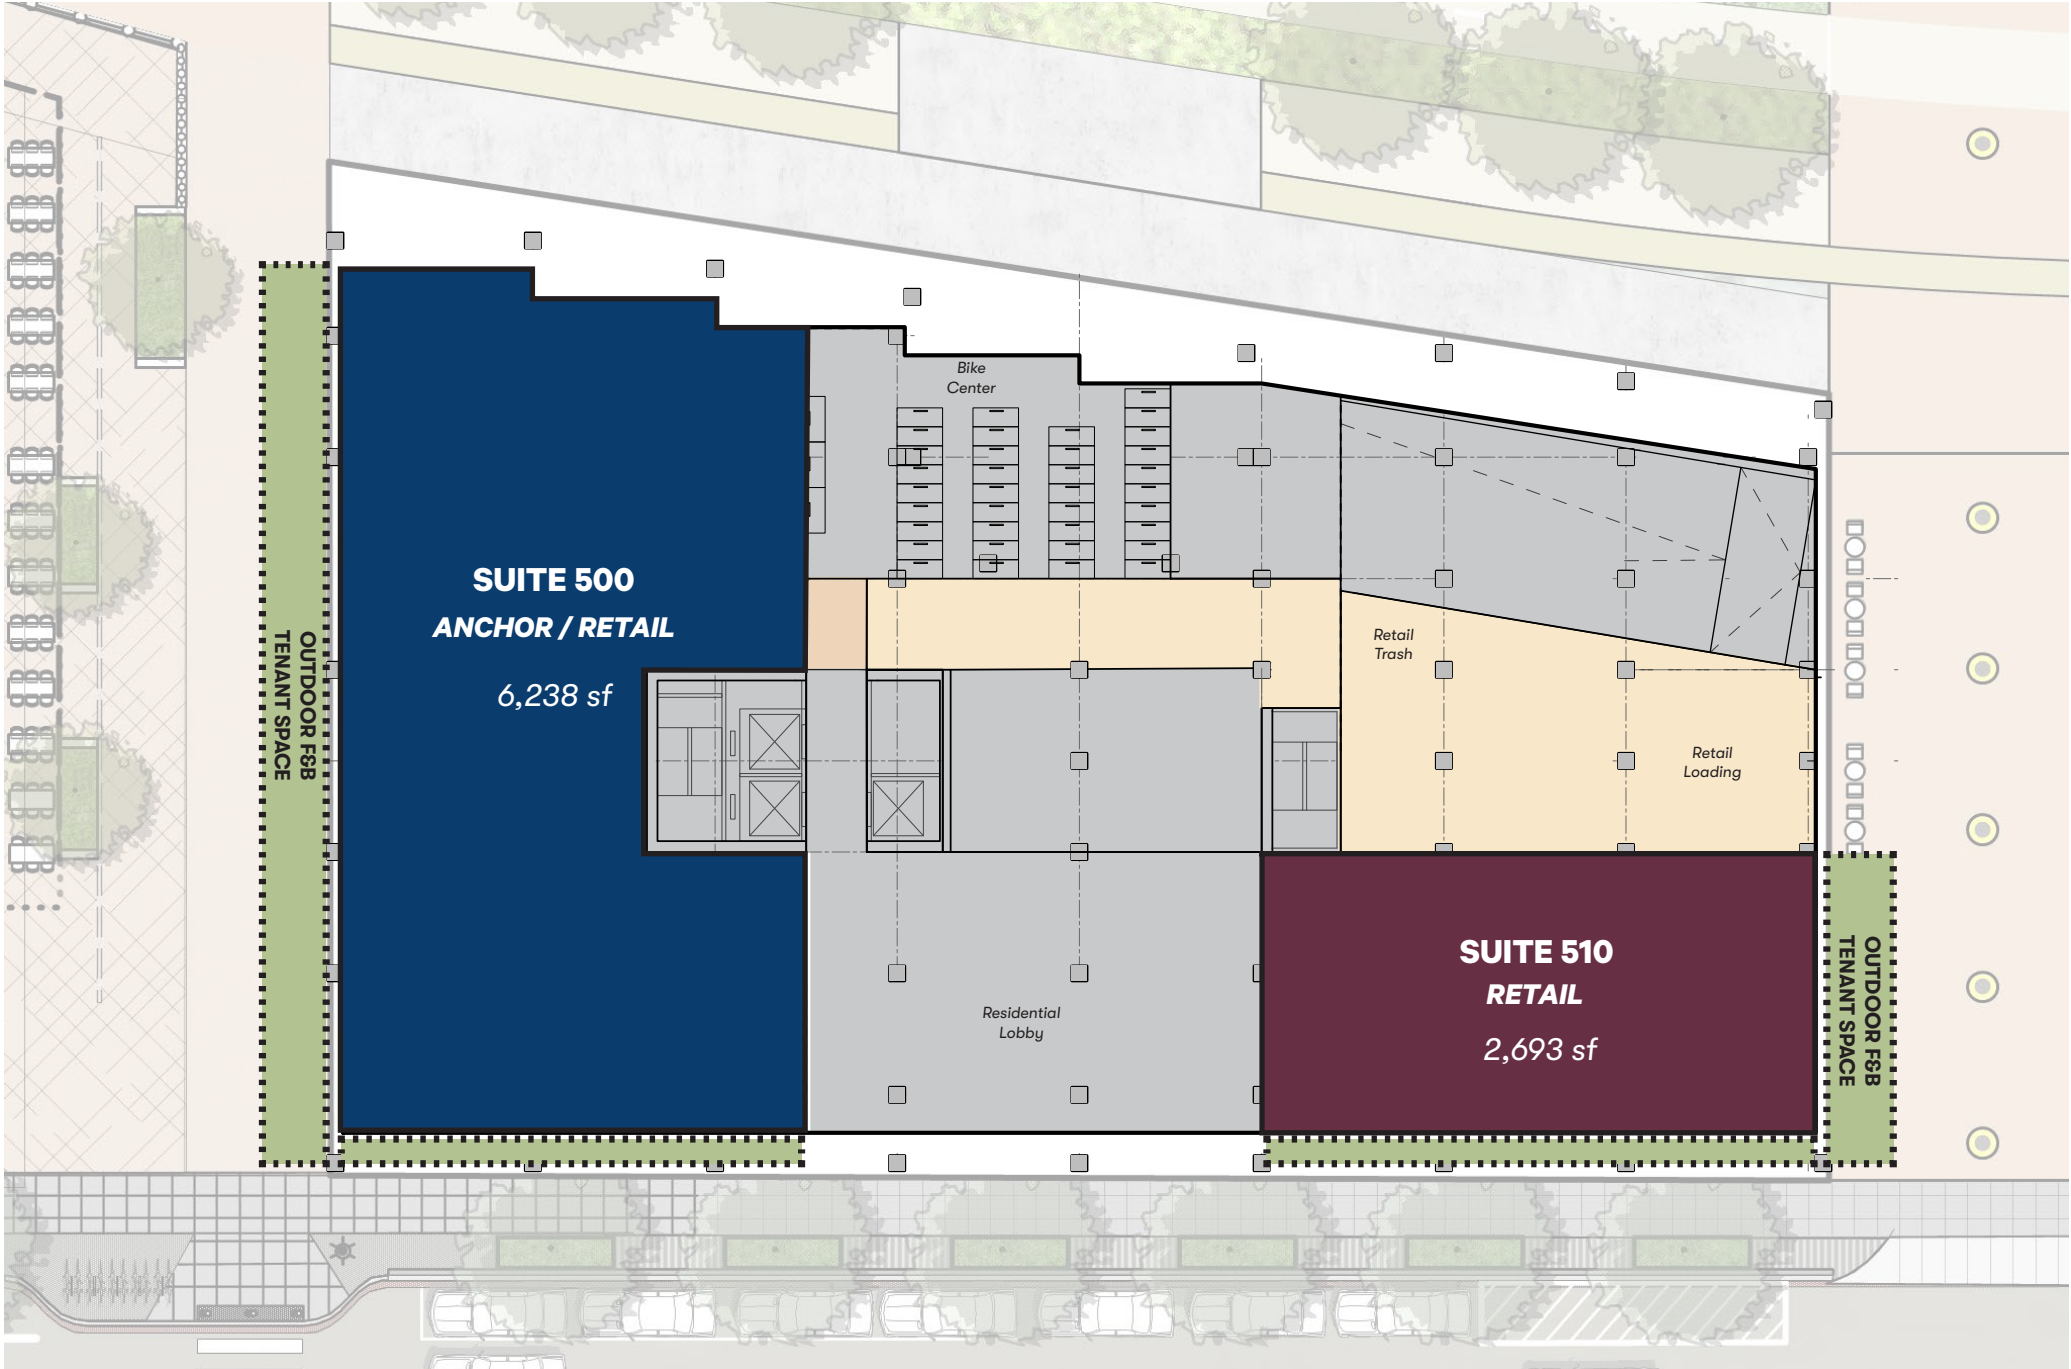 Bike
Center
SUITE 500
ANCHOR / RETAIL
6,238 sf
OUTDOOR F&B
TENANT SPACE
Retail
Trash
Retail
Loading
SUITE 510
RETAIL
2,693 sf
Residential
Lobby
OUTDOOR F&B
TENANT SPACE